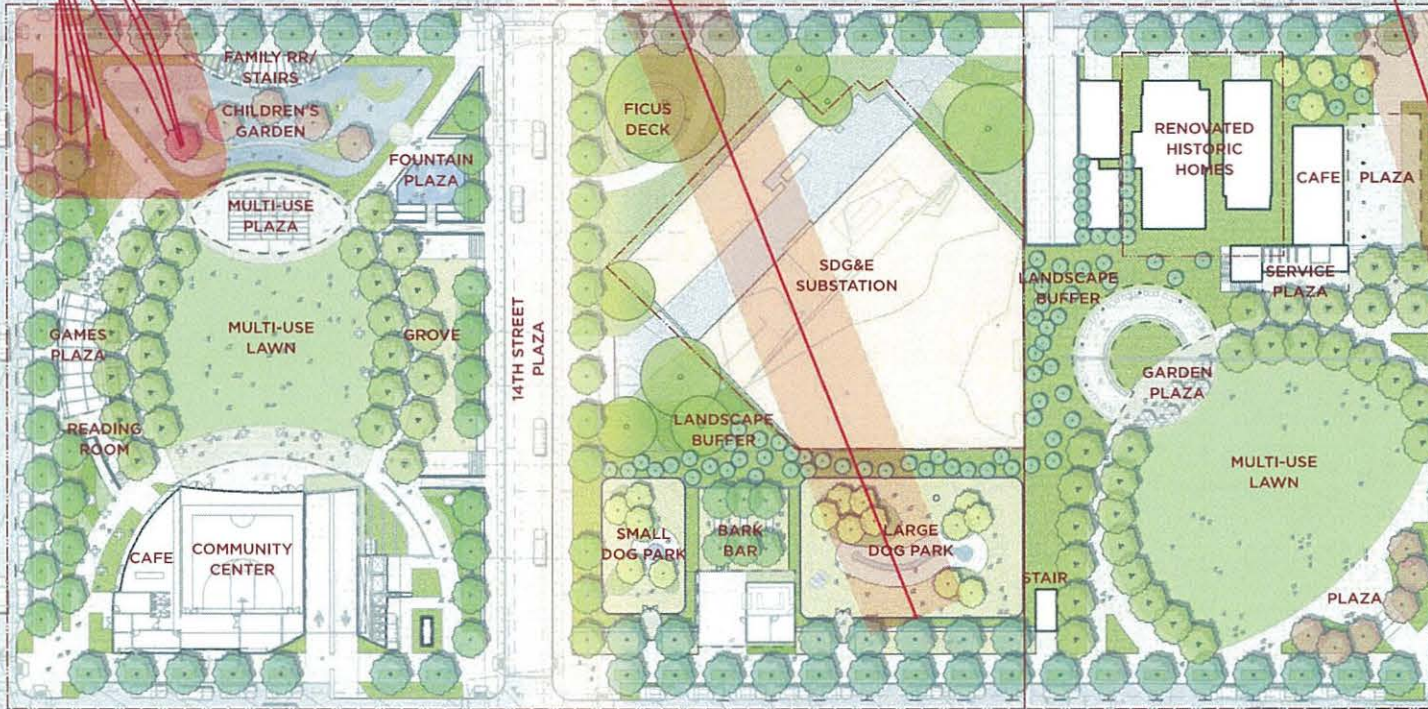 FAMILY RR/
STAIRS
CHILDREN'S
GARDEN
FOUNTAIN
PLAZA
MULTI-USE
PLAZA
GAMES
PLAZA
MULTI-USE
LAWN
GROVE
READING
ROOM
CAFE
COMMUNITY
CENTER
14TH STREET
PLAZA
FICUS
DECK
SDG&E
SUBSTATION
LANDSCAPE
BUFFER
SMALL
DOG PARK
BARK
BAR
LARGE
DOG PARK
RENOVATED
HISTORIC
HOMES
CAFE
PLAZA
LANDSCAPE
BUFFER
SERVICE
PLAZA
GARDEN
PLAZA
MULTI-USE
LAWN
STAIR
PLAZA